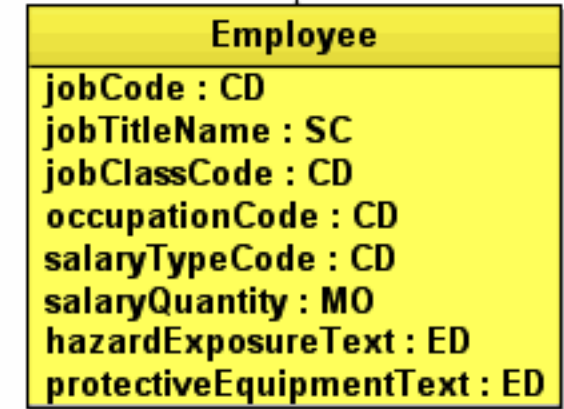 Employee
jobCode : CD
jobTitleName : SC
jobClassCode : CD
occupationCode : CD
salaryTypeCode : CD
salaryQuantity : MO
hazardExposureText : ED
protectiveEquipmentText : ED